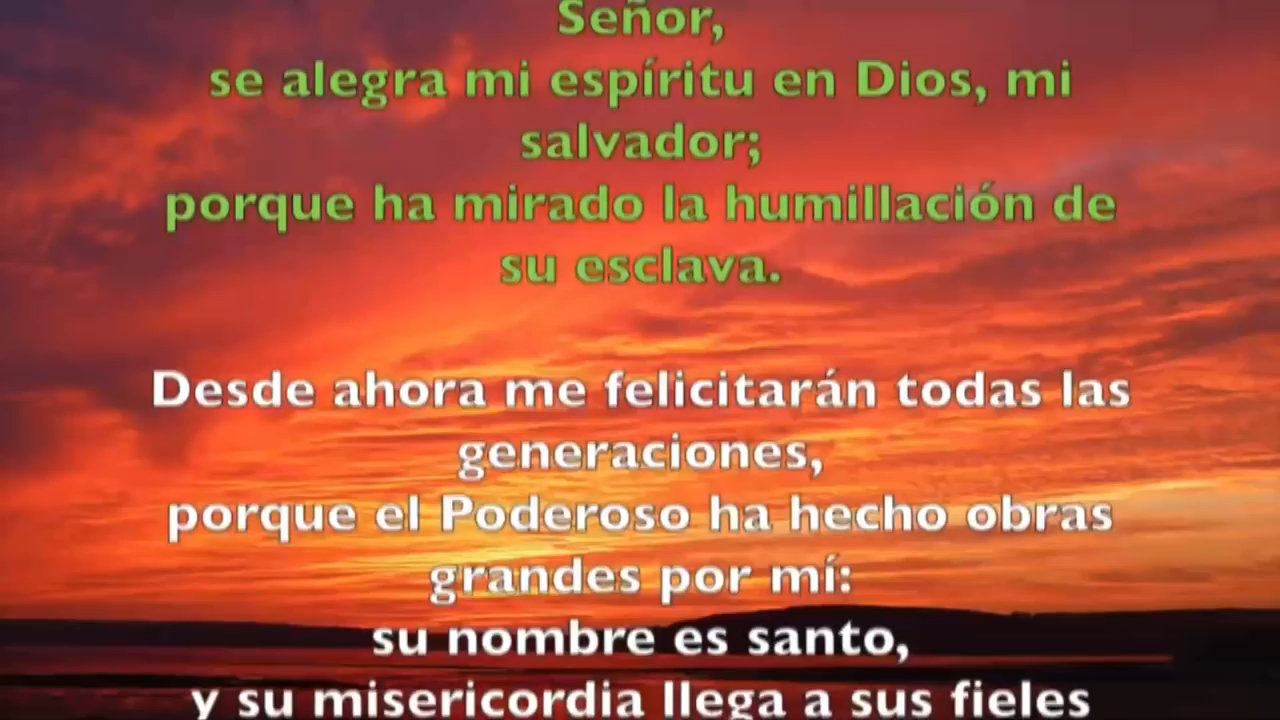 Señor,
se alegra mi espíritu en Dios, mi
salvador;
porque ha mirado la humillación de
su esclava.
Desde ahora me felicitarán todas las
generaciones,
porque el Poderoso ha hecho obras
grandes por mí:
su nombre es santo,
y su misericordia llega a sus fieles